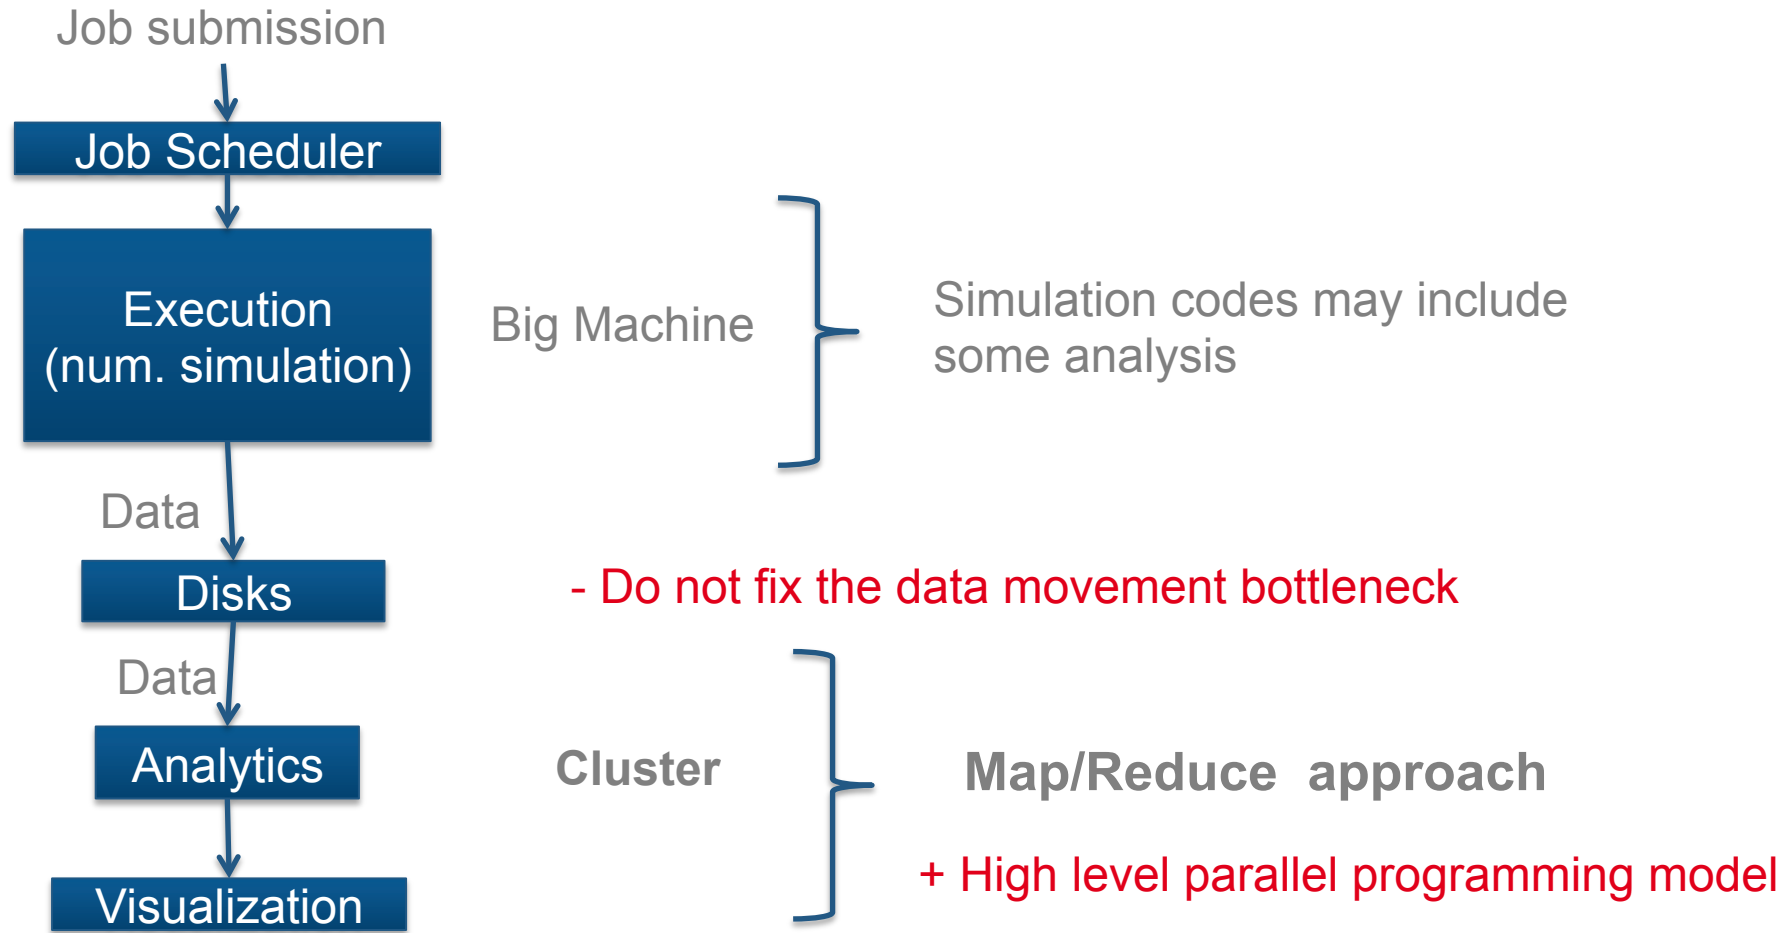 Job submission
Job Scheduler
Execution
(num. simulation)
Big Machine
Simulation codes may include
some analysis
Data
Disks
- Do not fix the data movement bottleneck
Data
Analytics
Cluster
Map/Reduce  approach
+ High level parallel programming model
Visualization